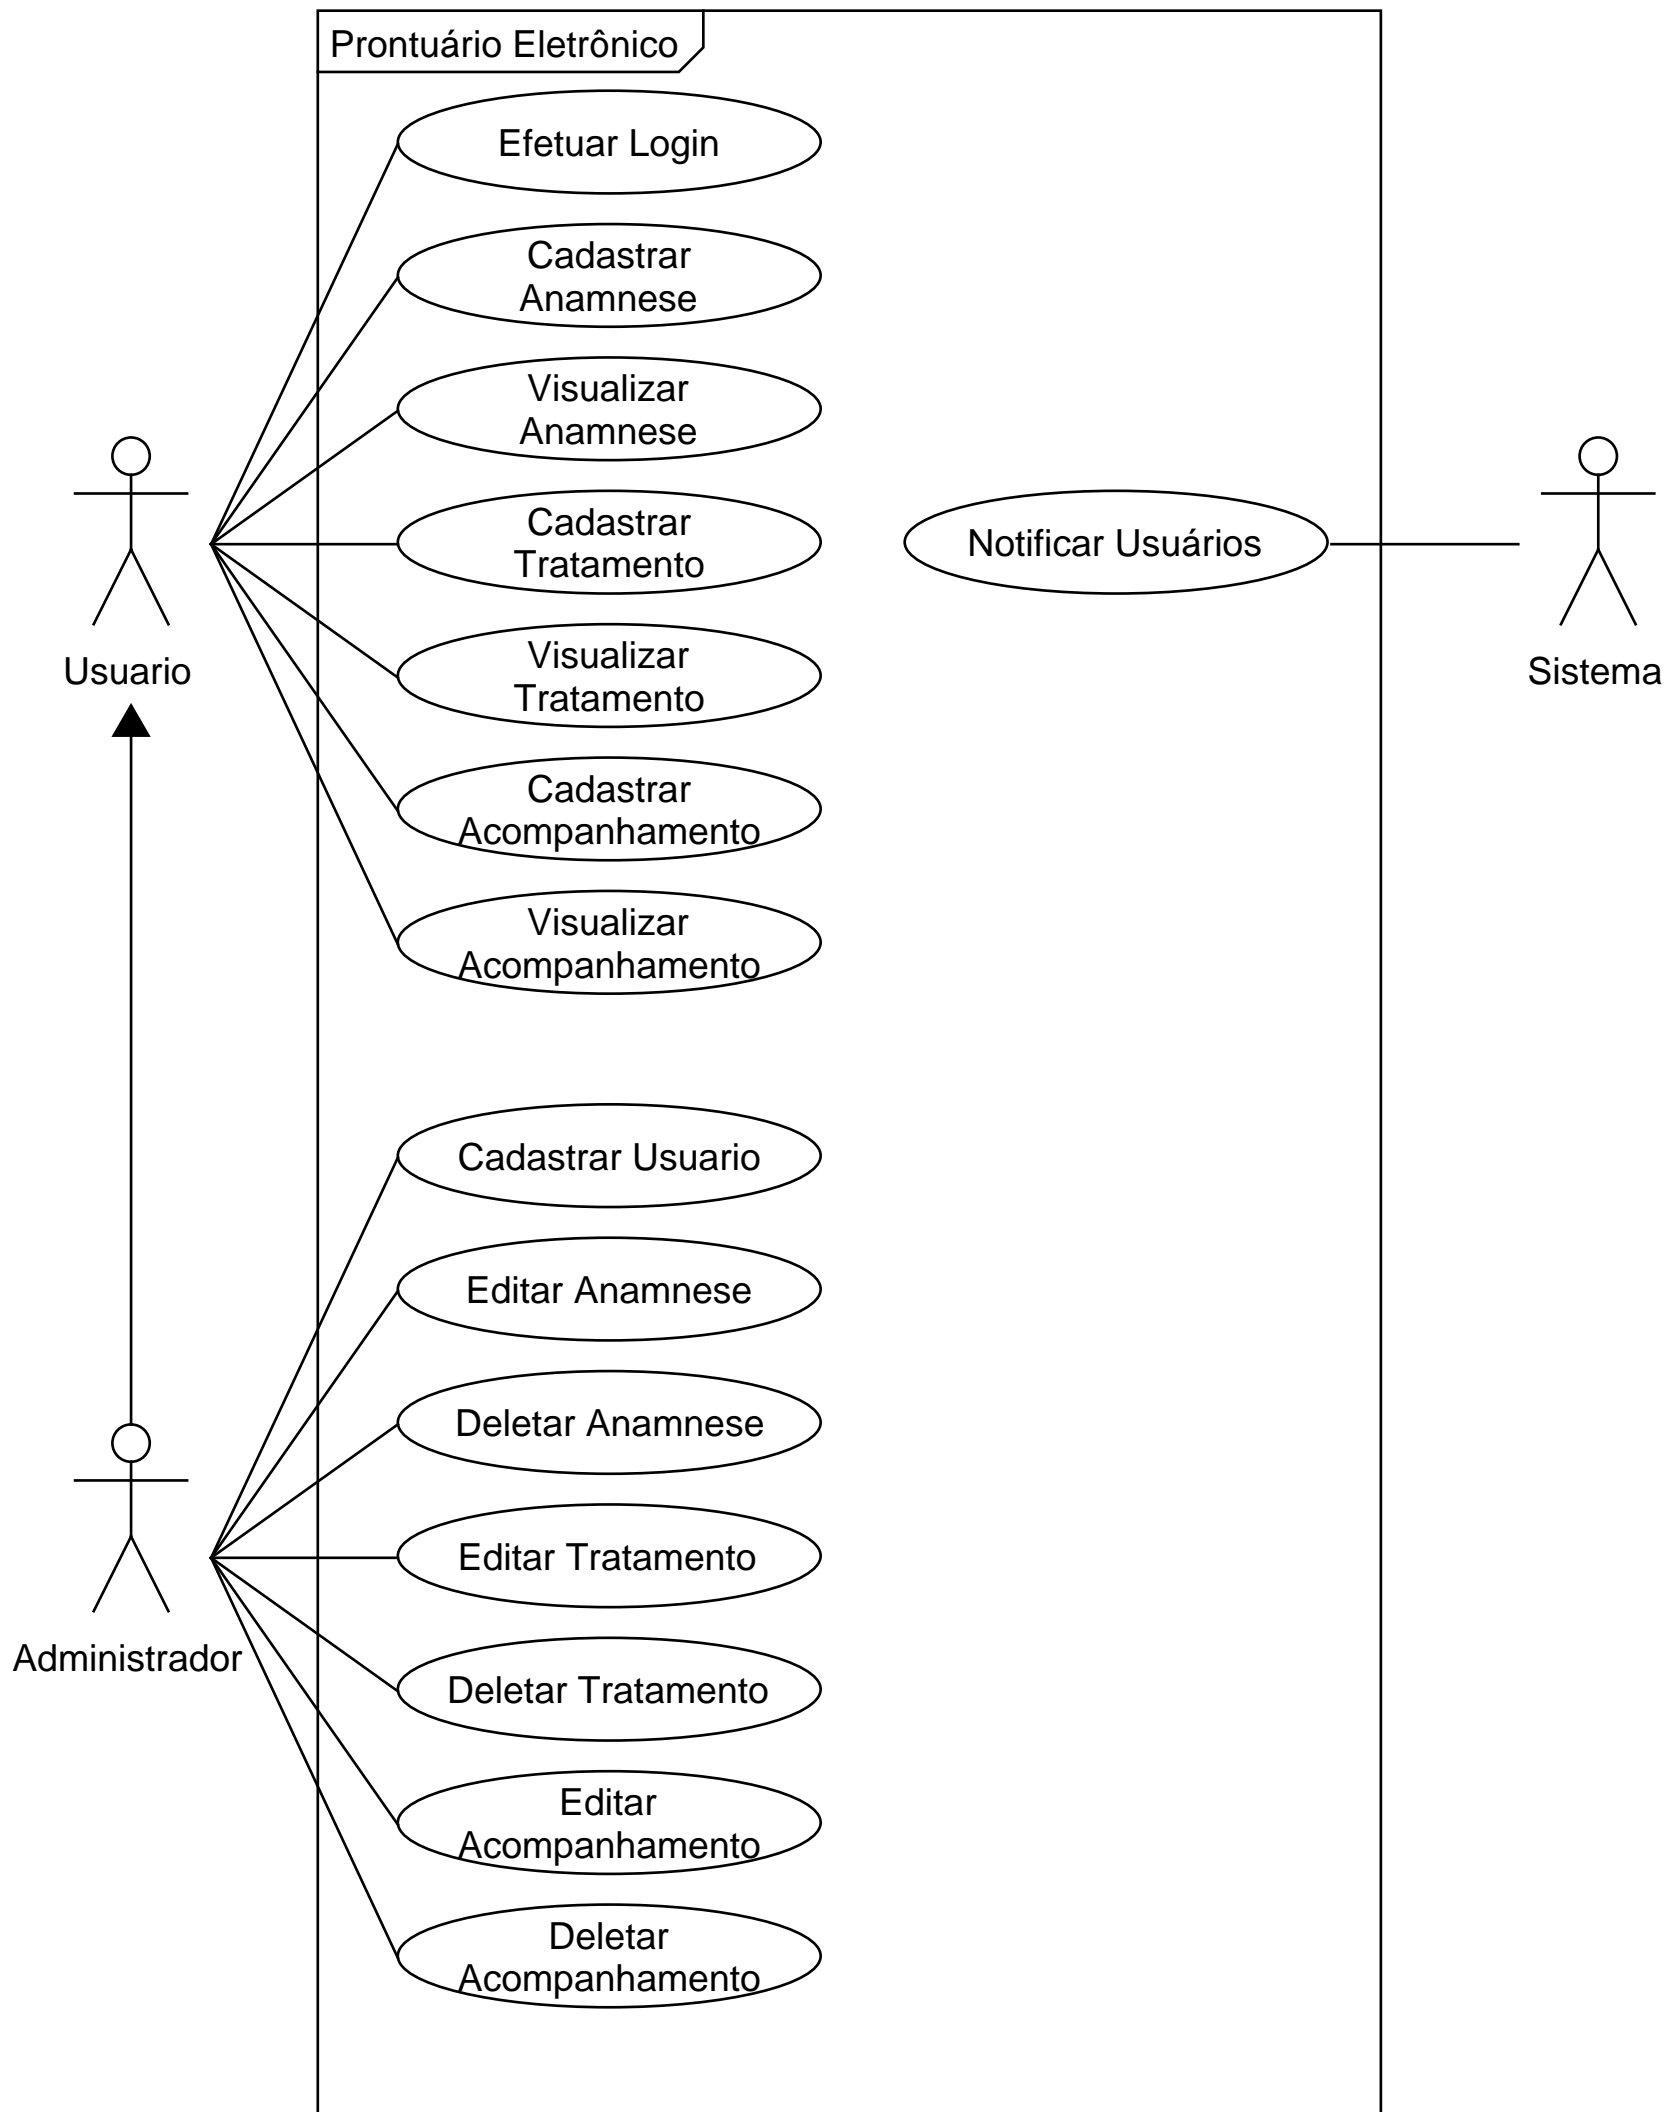 Prontuário Eletrônico
Efetuar Login
Cadastrar
Anamnese
Visualizar
Anamnese
Cadastrar
Tratamento
Notificar Usuários
Visualizar
Tratamento
Usuario
Sistema
Cadastrar
Acompanhamento
Visualizar
Acompanhamento
Cadastrar Usuario
Editar Anamnese
Deletar Anamnese
Editar Tratamento
Administrador
Deletar Tratamento
Editar
Acompanhamento
Deletar
Acompanhamento